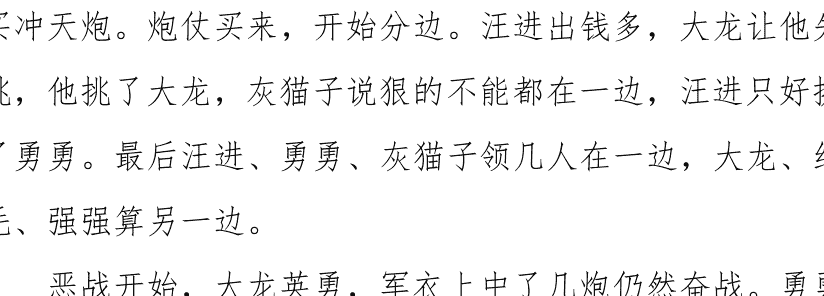 买冲天炮。炮仗买来，开始分边。汪进出钱多，大龙让他先
挑，他挑了大龙，灰猫子说狠的不能都在一边，汪进只好挑
了勇勇。最后汪进、勇勇、灰猫子领几人在一边，大龙、
毛、强强算另一边。
恶战开始，大龙英勇，军衣上中了几炮仍然奋战。勇勇